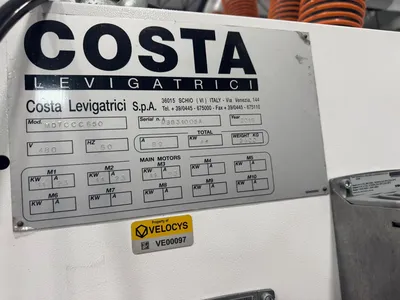 COSTA
LEVIGATRICI
Costa Levigatrici S.p.A.
36015 SCHIO ( VI ) ITALY - Via Venezia, 144
Tel. +39/0445 - 675000 - Fax +39/0445 - 675110
Mod. Serial n. Year
V 480 HZ 60 A KW TOTAL WEIGHT KG
MAIN MOTORS
M1 M2 M3 M4 M5
KW A KW A KW A KW A KW A
M6 M7 M8 M9 M10
KW A KW A KW A KW A KW A
Property of
VELOCYS
VE00097